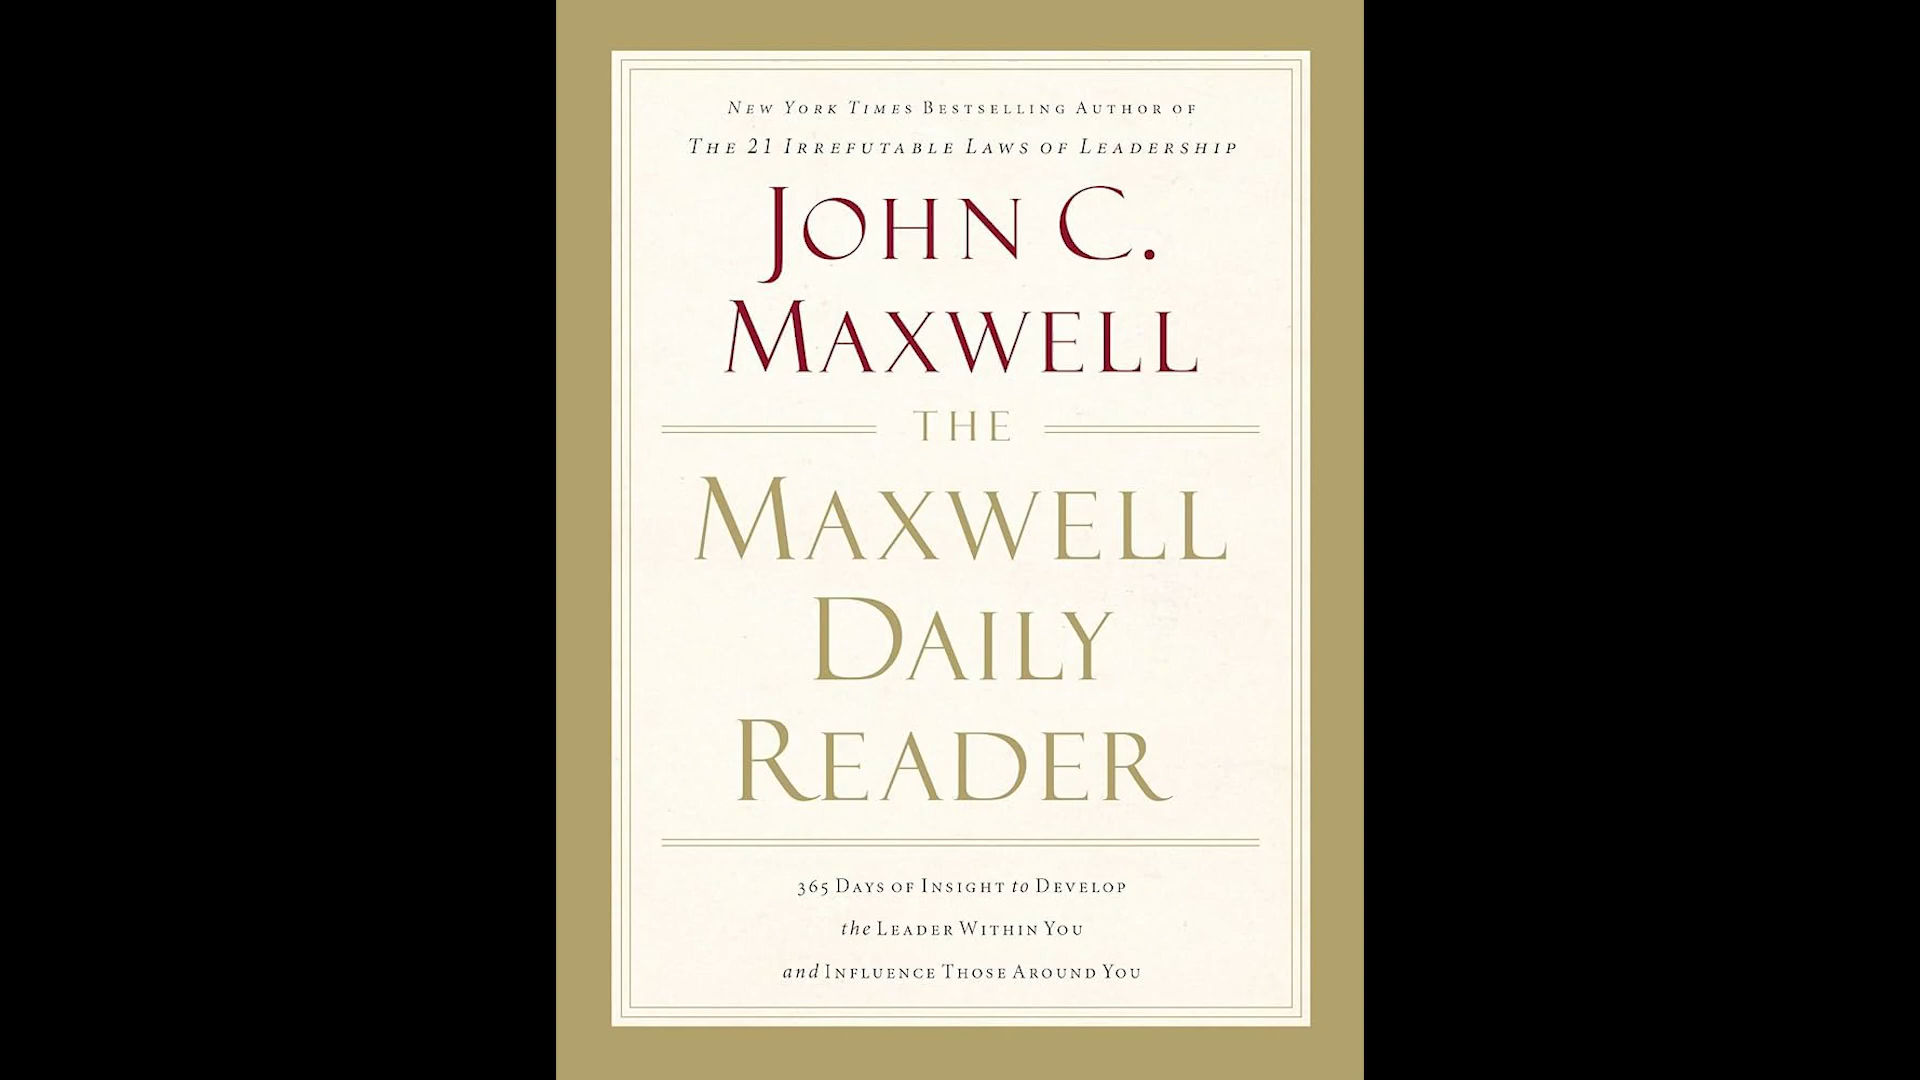 New York Times Bestselling Author of
The 21 Irrefutable Laws of Leadership
John C.
Maxwell
The
Maxwell
Daily
Reader
365 Days of Insight to Develop
the Leader Within You
and Influence Those Around You